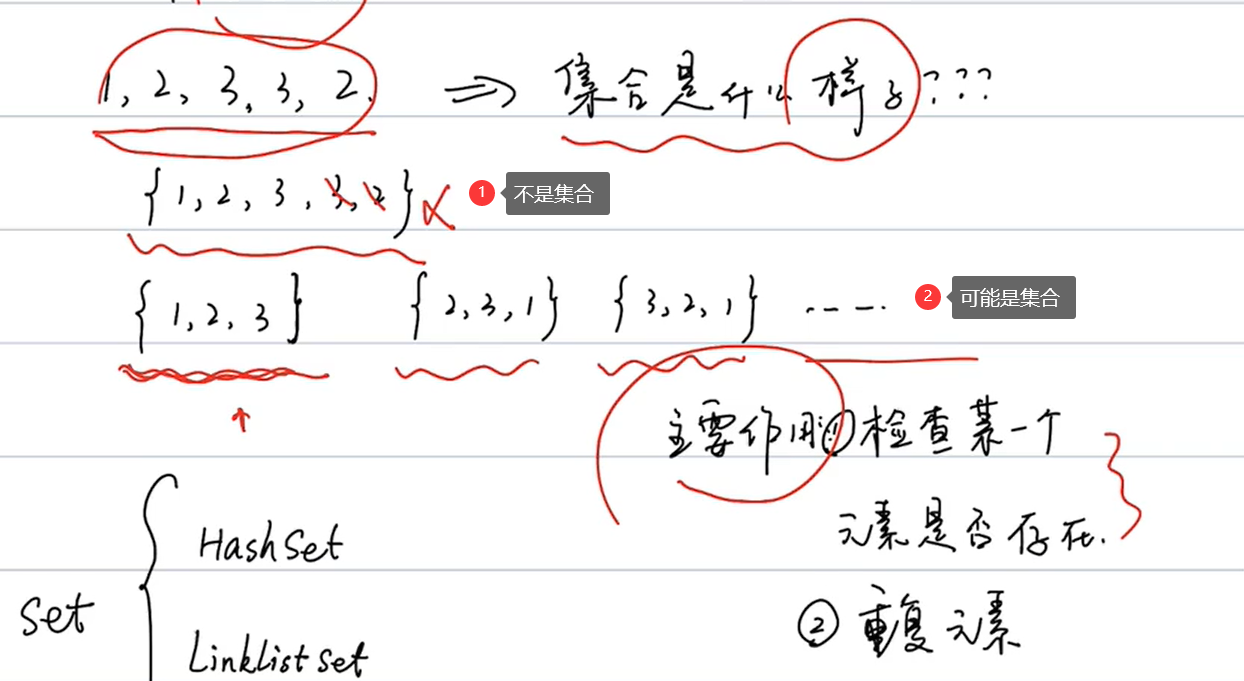 1, 2, 3, 3, 2. => 集合是什么样子???
{1, 2, 3, 3, 2} × 1 不是集合
{1, 2, 3} {2, 3, 1} {3, 2, 1} ...... 2 可能是集合
主要作用:① 检查某一个
元素是否存在.
HashSet
② 重复元素
Set
Linklist set